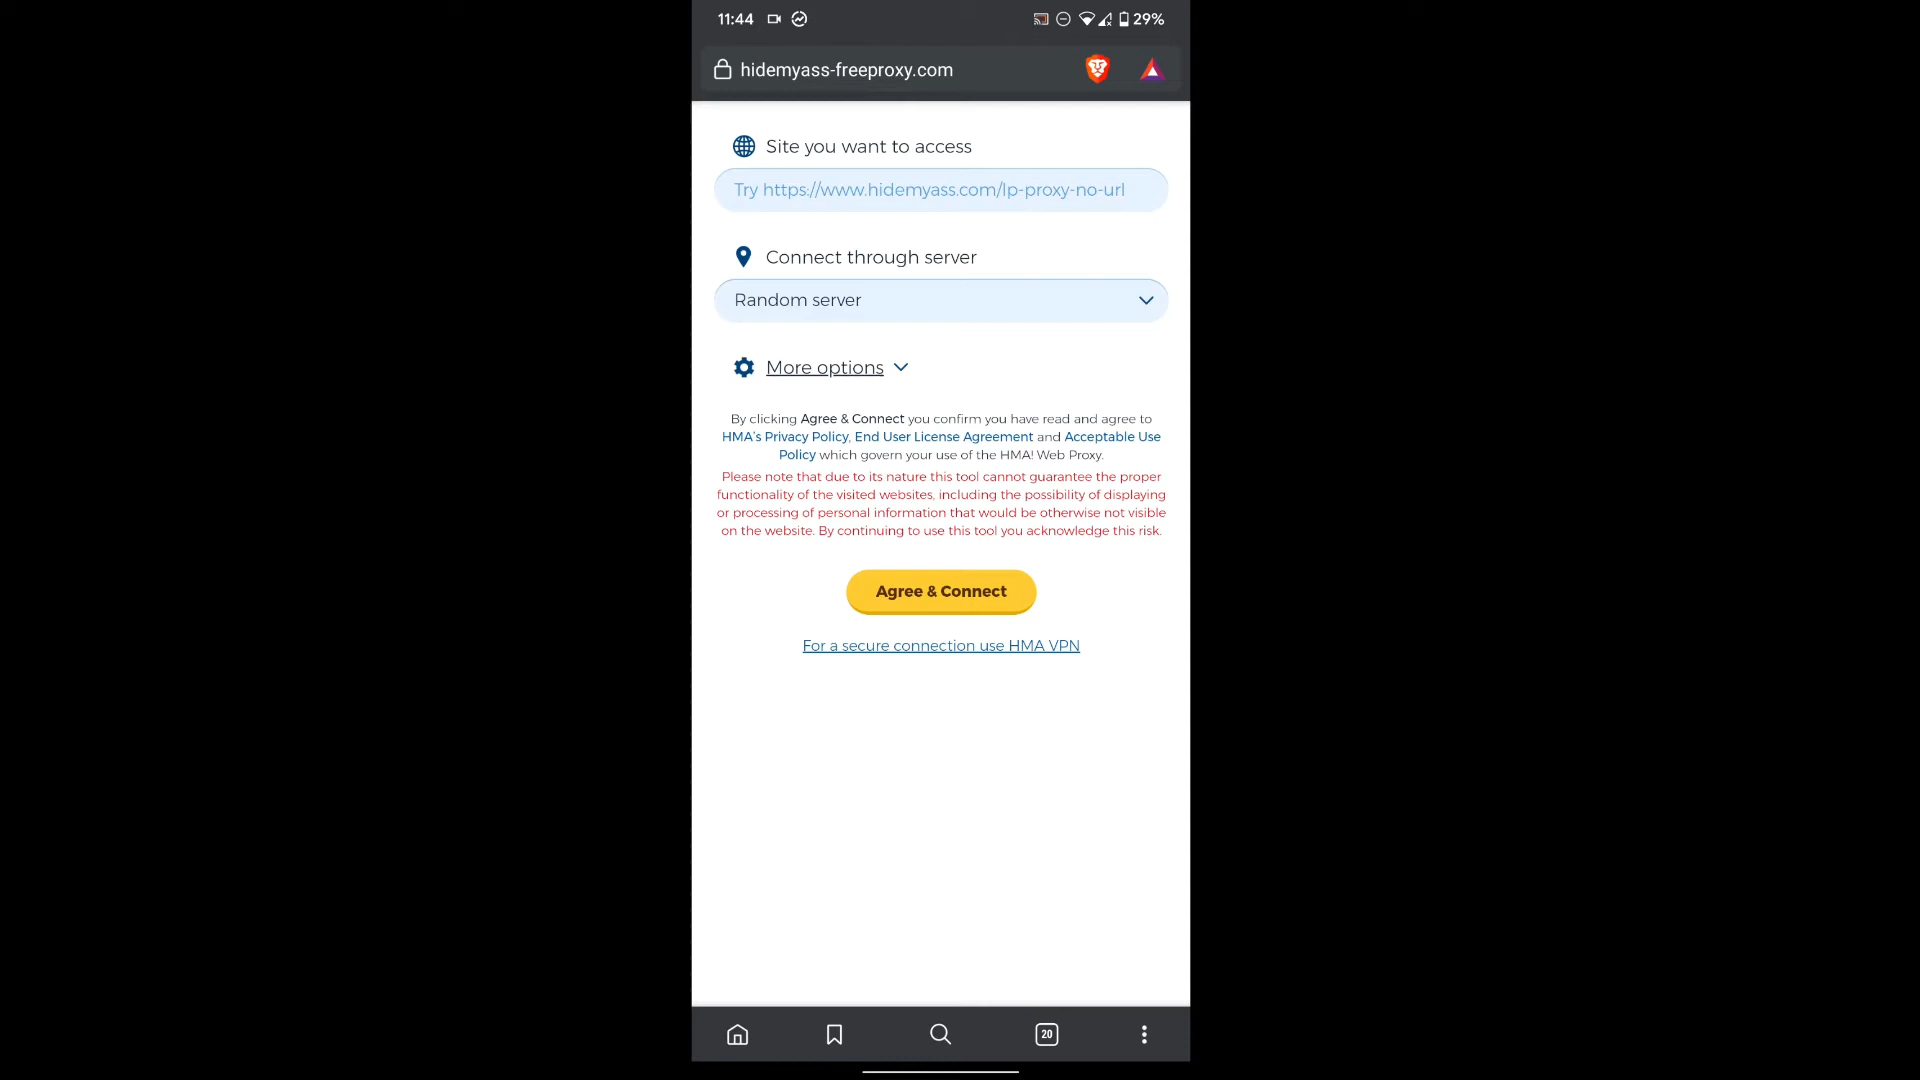 11:44
29%
hidemyass-freeproxy.com
Site you want to access
Try https://www.hidemyass.com/lp-proxy-no-url
Connect through server
Random server
More options
By clicking Agree & Connect you confirm you have read and agree to
HMA's Privacy Policy, End User License Agreement and Acceptable Use
Policy which govern your use of the HMA! Web Proxy.
Please note that due to its nature this tool cannot guarantee the proper
functionality of the visited websites, including the possibility of displaying
or processing of personal information that would be otherwise not visible
on the website. By continuing to use this tool you acknowledge this risk.
Agree & Connect
For a secure connection use HMA VPN
20